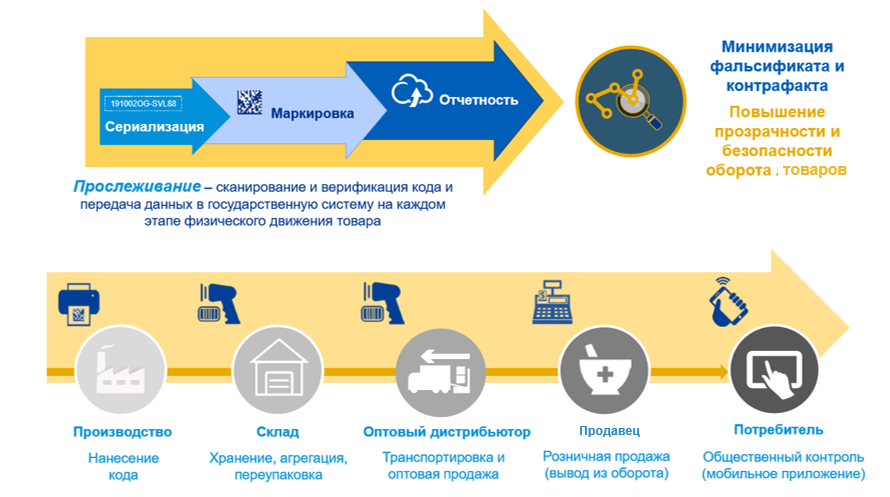 191002OG-SVL88
Сериализация
Маркировка
Отчетность
Минимизация
фальсификата и
контрафакта
Повышение
прозрачности и
безопасности
оборота товаров
Прослеживание – сканирование и верификация кода и
передача данных в государственную систему на каждом
этапе физического движения товара
Производство
Нанесение
кода
Склад
Хранение, агрегация,
переупаковка
Оптовый дистрибьютор
Транспортировка и
оптовая продажа
Продавец
Розничная продажа
(вывод из оборота)
Потребитель
Общественный контроль
(мобильное приложение)